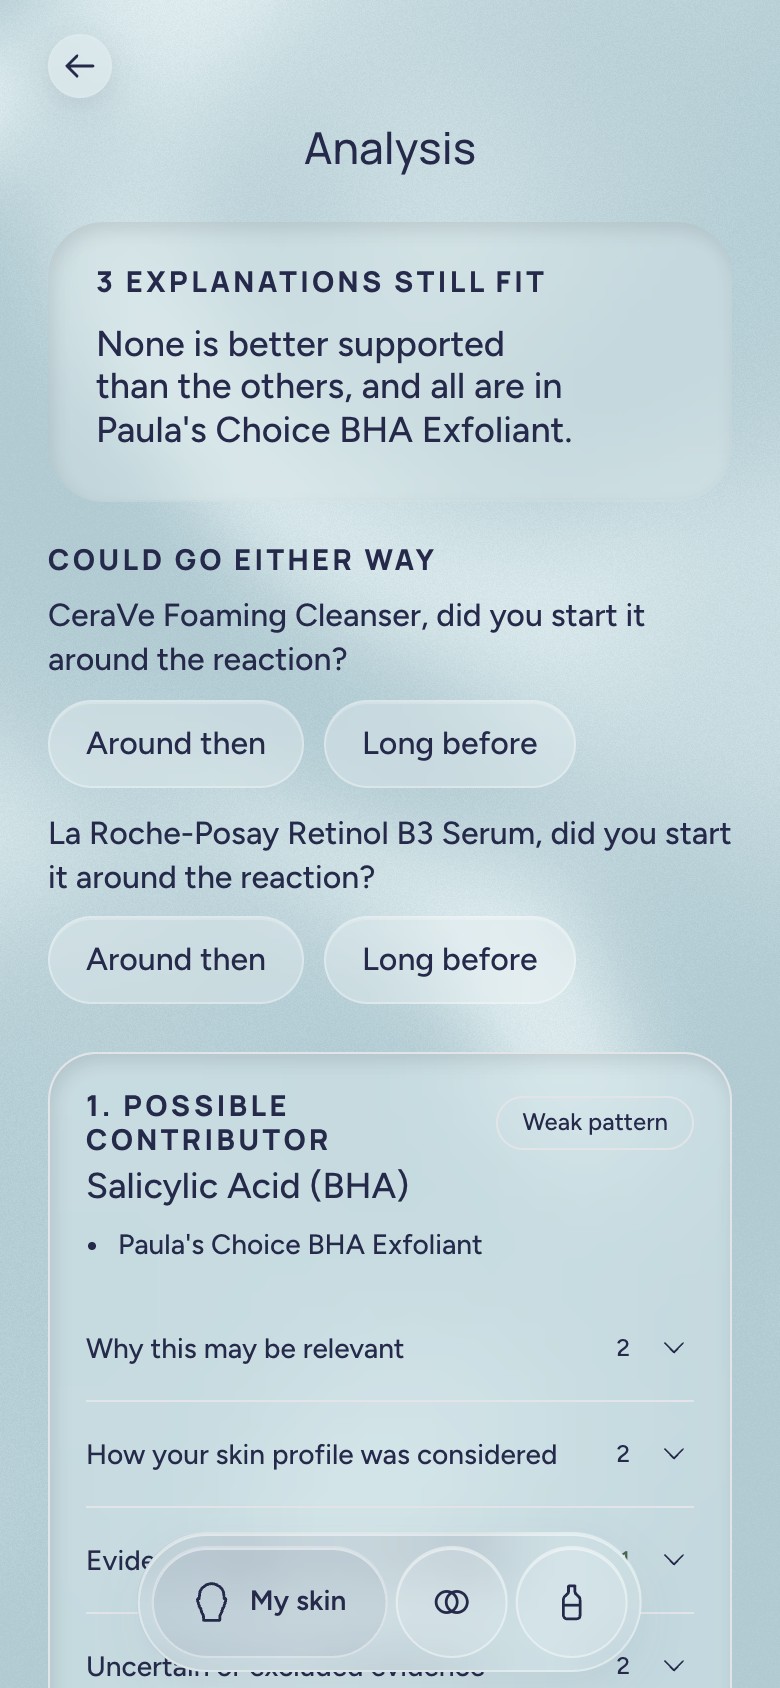 Analysis
3 EXPLANATIONS STILL FIT
None is better supported
than the others, and all are in
Paula's Choice BHA Exfoliant.
COULD GO EITHER WAY
CeraVe Foaming Cleanser, did you start it
around the reaction?
Around then
Long before
La Roche-Posay Retinol B3 Serum, did you start
it around the reaction?
Around then
Long before
1. POSSIBLE
CONTRIBUTOR
Weak pattern
Salicylic Acid (BHA)
• Paula's Choice BHA Exfoliant
Why this may be relevant 2
How your skin profile was considered 2
My skin
Uncertain or excluded evidence 2